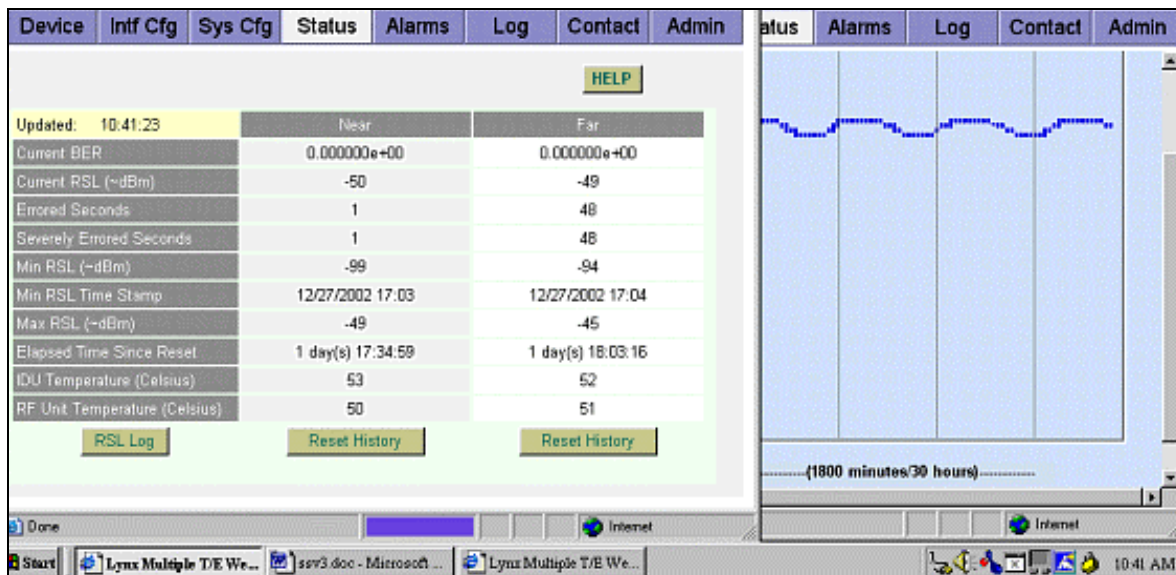 Device Intf Cfg Sys Cfg Status Alarms Log Contact Admin
atus Alarms Log Contact Admin
HELP
Updated: 10:41:23 Near Far
Current BER 0.000000e+00 0.000000e+00
Current RSL (~dBm) -50 -49
Errored Seconds 1 48
Severely Errored Seconds 1 48
Min RSL (~dBm) -99 -94
Min RSL Time Stamp 12/27/2002 17:03 12/27/2002 17:04
Max RSL (~dBm) -49 -45
Elapsed Time Since Reset 1 day(s) 17:34:59 1 day(s) 18:03:16
IDU Temperature (Celsius) 53 52
RF Unit Temperature (Celsius) 50 51
RSL Log Reset History Reset History
(1800 minutes/30 hours)
Done Internet
Internet
Start Lynx Multiple T/E We... ssv3.doc - Microsoft ... Lynx Multiple T/E We... 10:41 AM